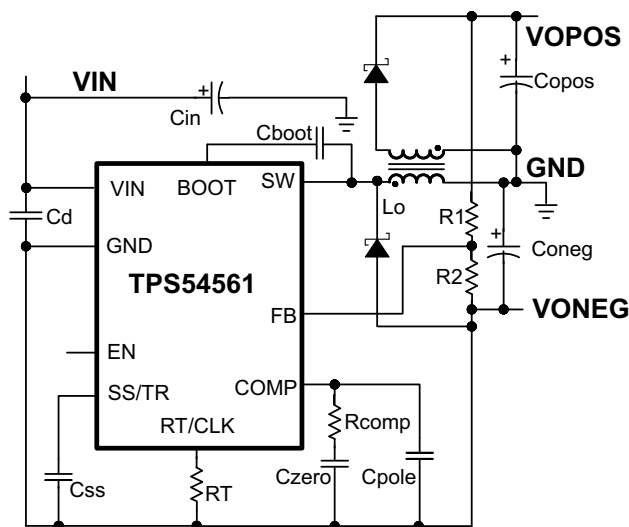 VOPOS
VIN
+
Cin
+
Copos
Cboot
GND
VIN
BOOT
SW
Cd
Lo
R1
GND
+
Coneg
TPS54561
R2
FB
VONEG
EN
COMP
SS/TR
Rcomp
RT/CLK
Css
RT
Czero
Cpole